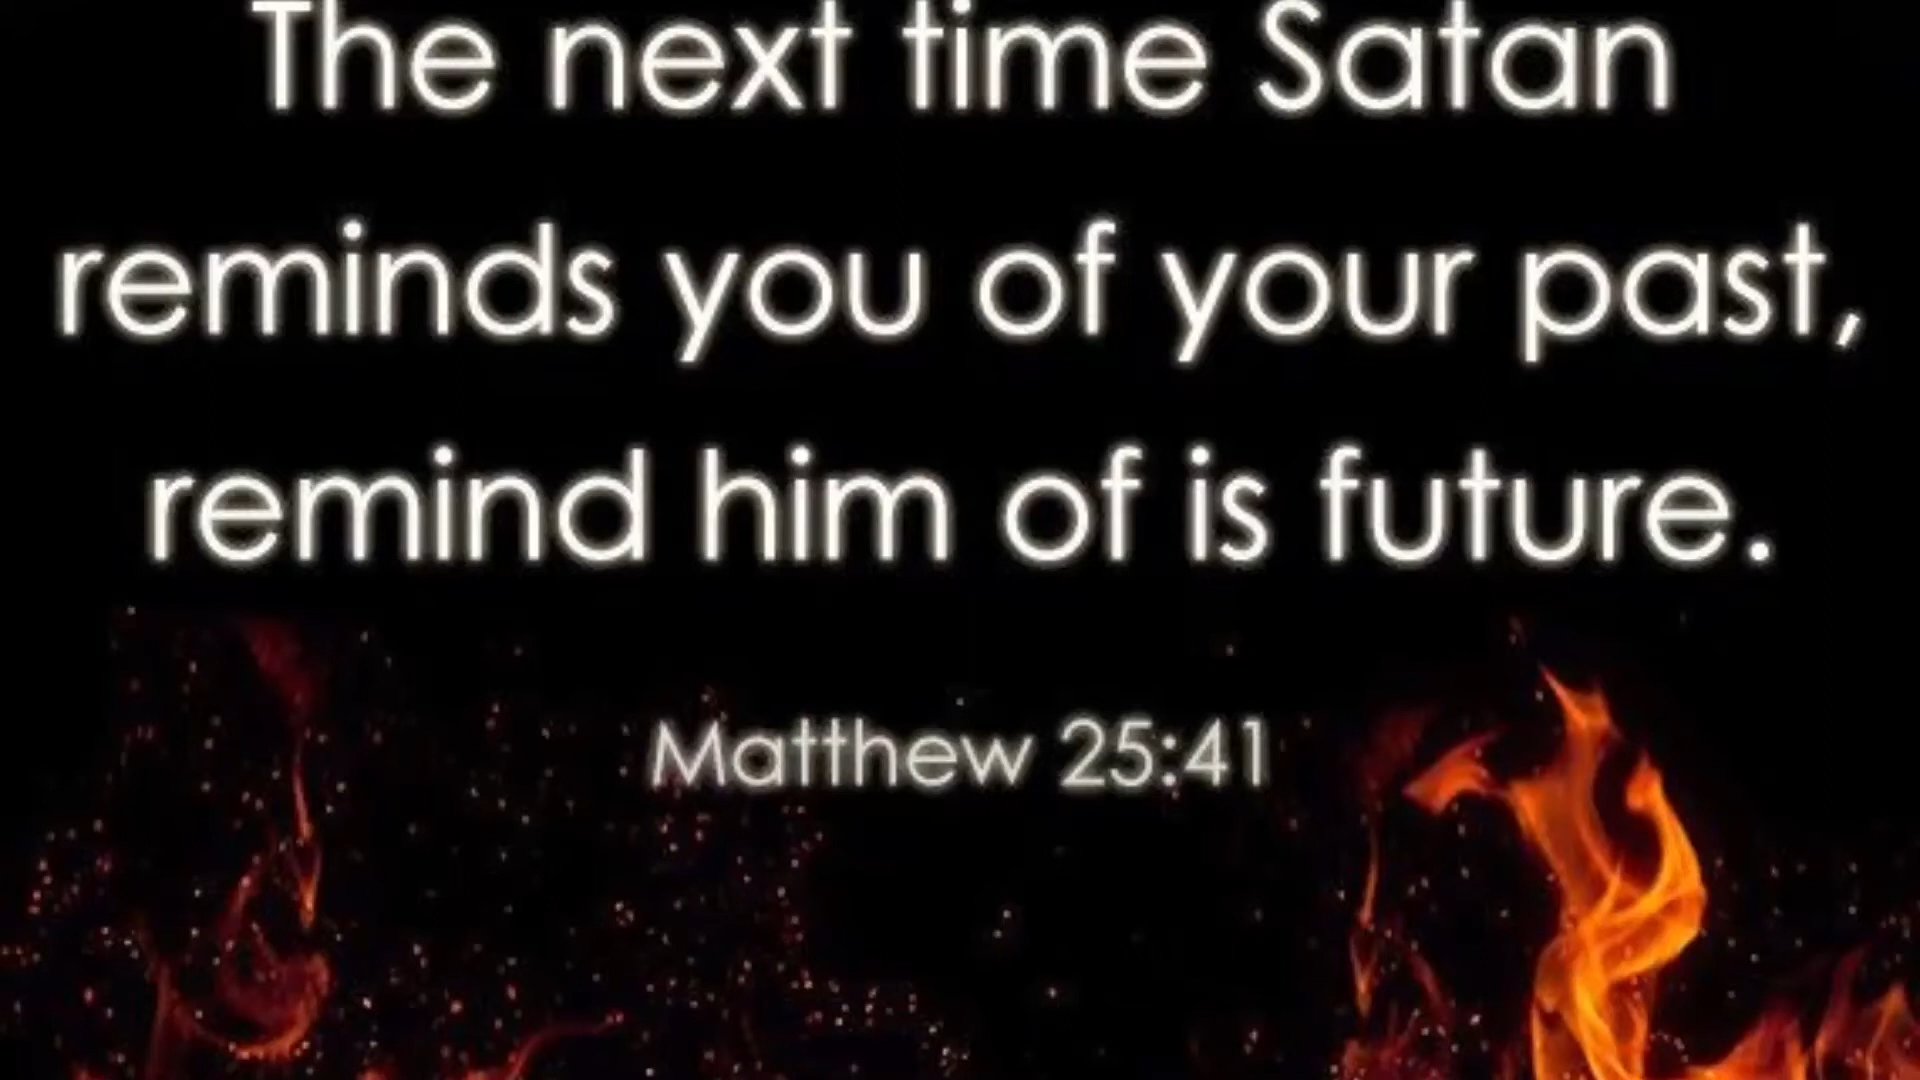 The next time Satan
reminds you of your past,
remind him of is future.
Matthew 25:41